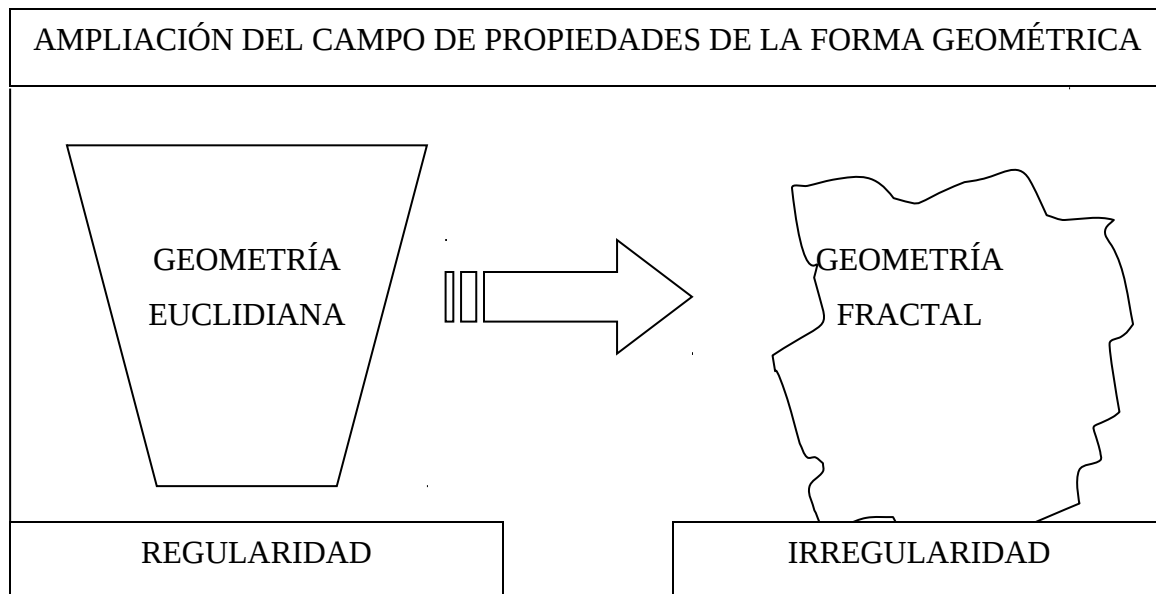 AMPLIACIÓN DEL CAMPO DE PROPIEDADES DE LA FORMA GEOMÉTRICA
GEOMETRÍA
EUCLIDIANA
GEOMETRÍA
FRACTAL
REGULARIDAD
IRREGULARIDAD